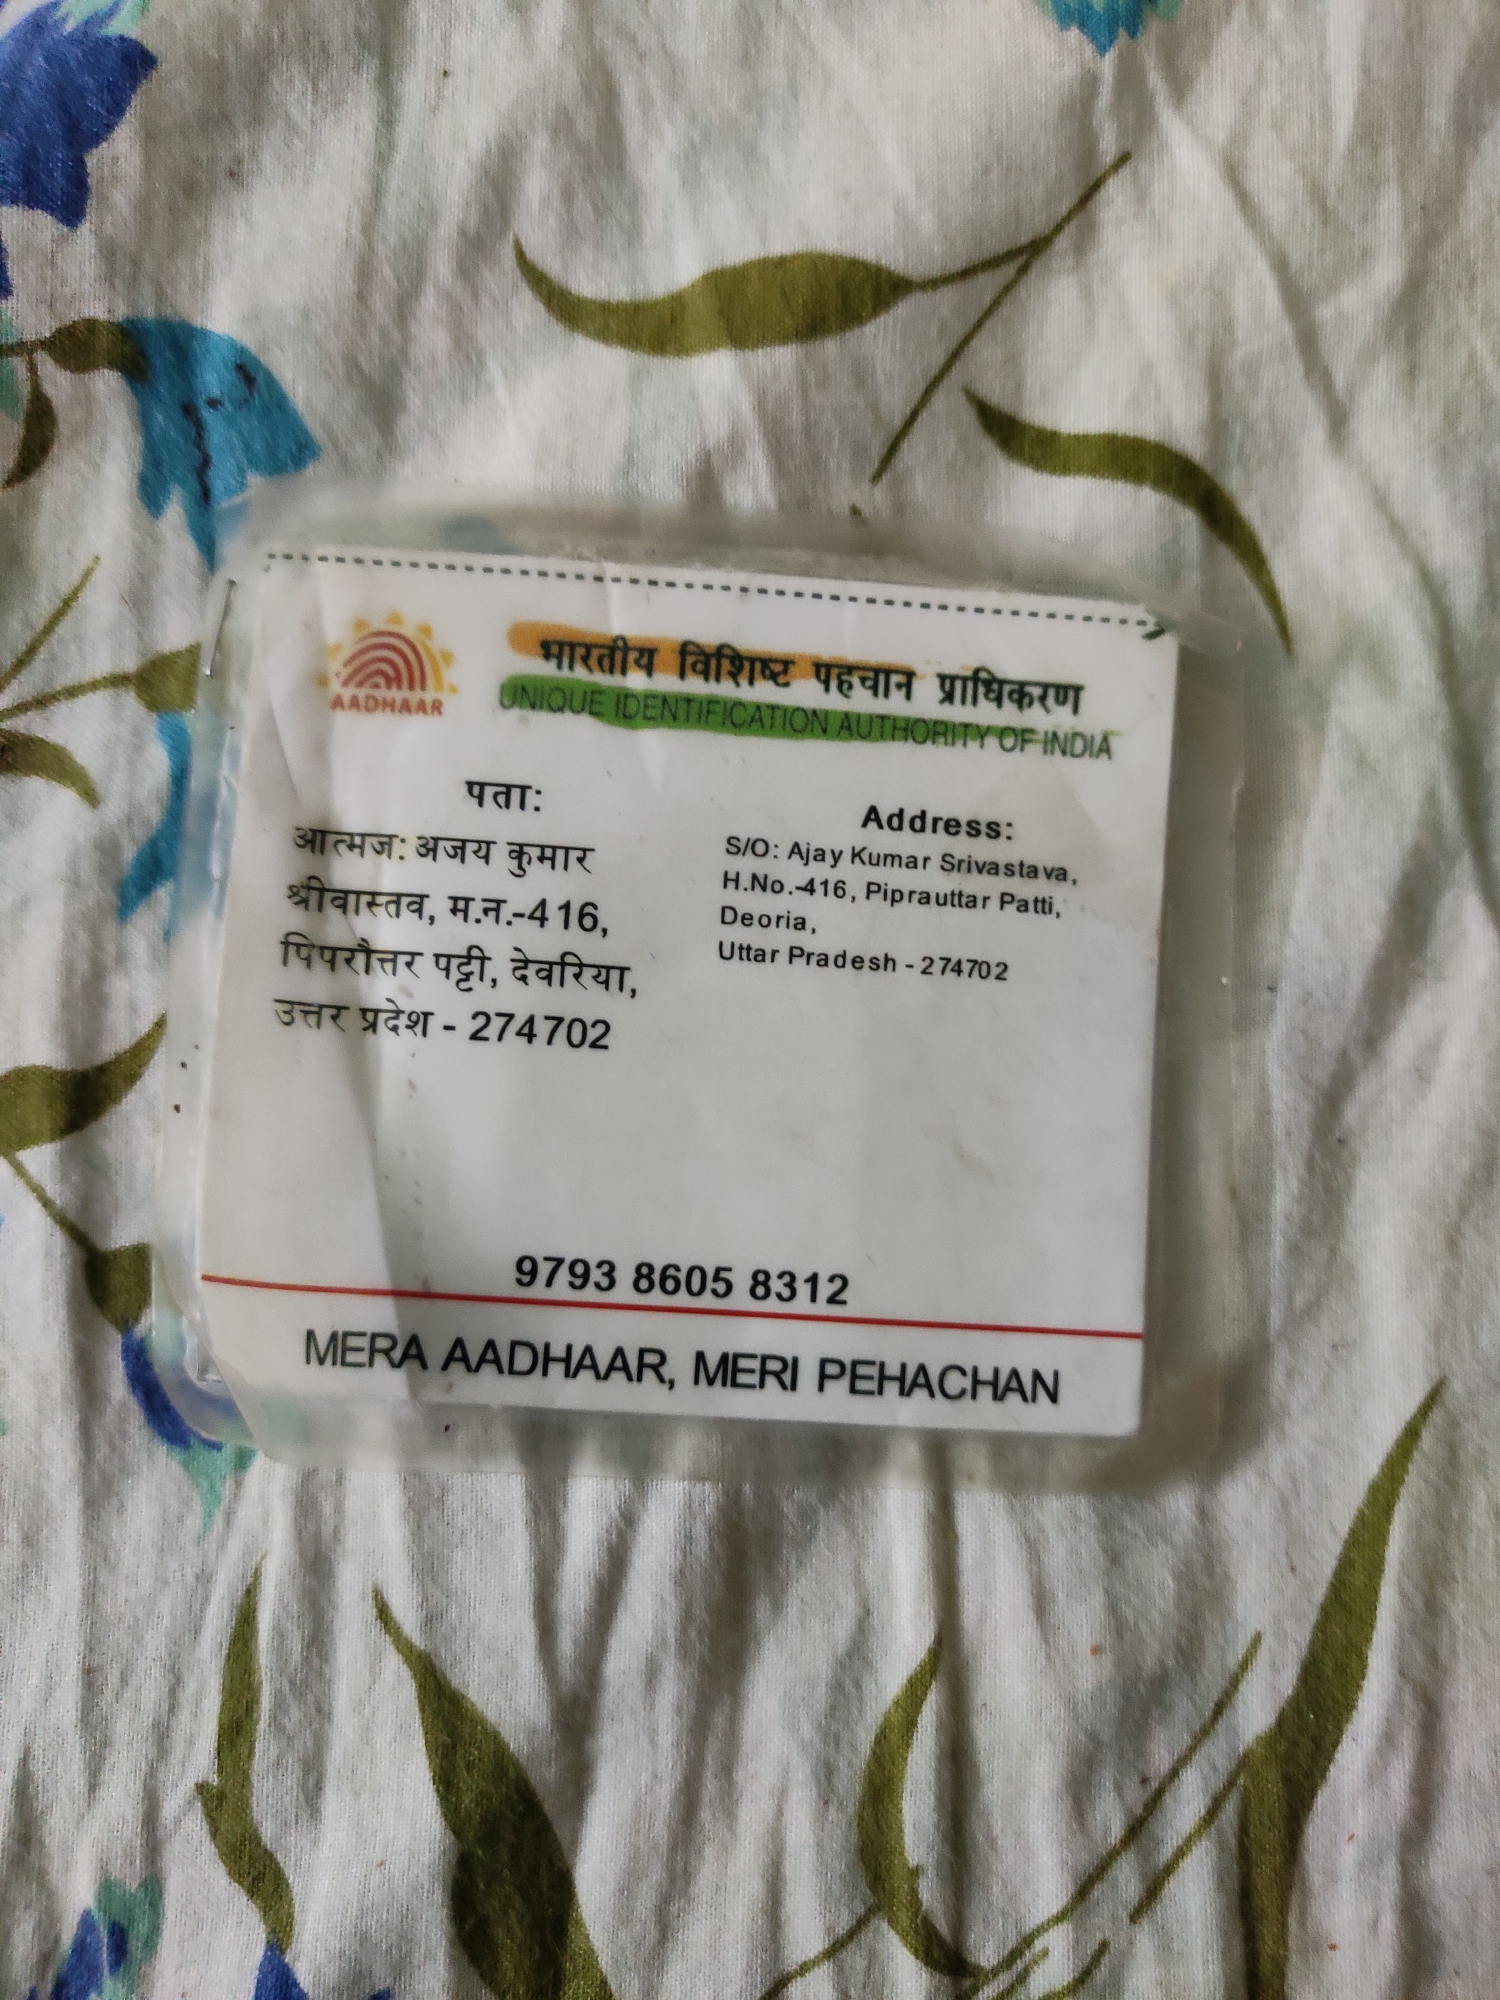 AADHAAR
भारतीय विशिष्ट पहचान प्राधिकरण
UNIQUE IDENTIFICATION AUTHORITY OF INDIA
पता:
आत्मज: अजय कुमार
श्रीवास्तव, म.न.-416,
पिपरौत्तर पट्टी, देवरिया,
उत्तर प्रदेश - 274702
Address:
S/O: Ajay Kumar Srivastava,
H.No.-416, Piprauttar Patti,
Deoria,
Uttar Pradesh - 274702
9793 8605 8312
MERA AADHAAR, MERI PEHACHAN